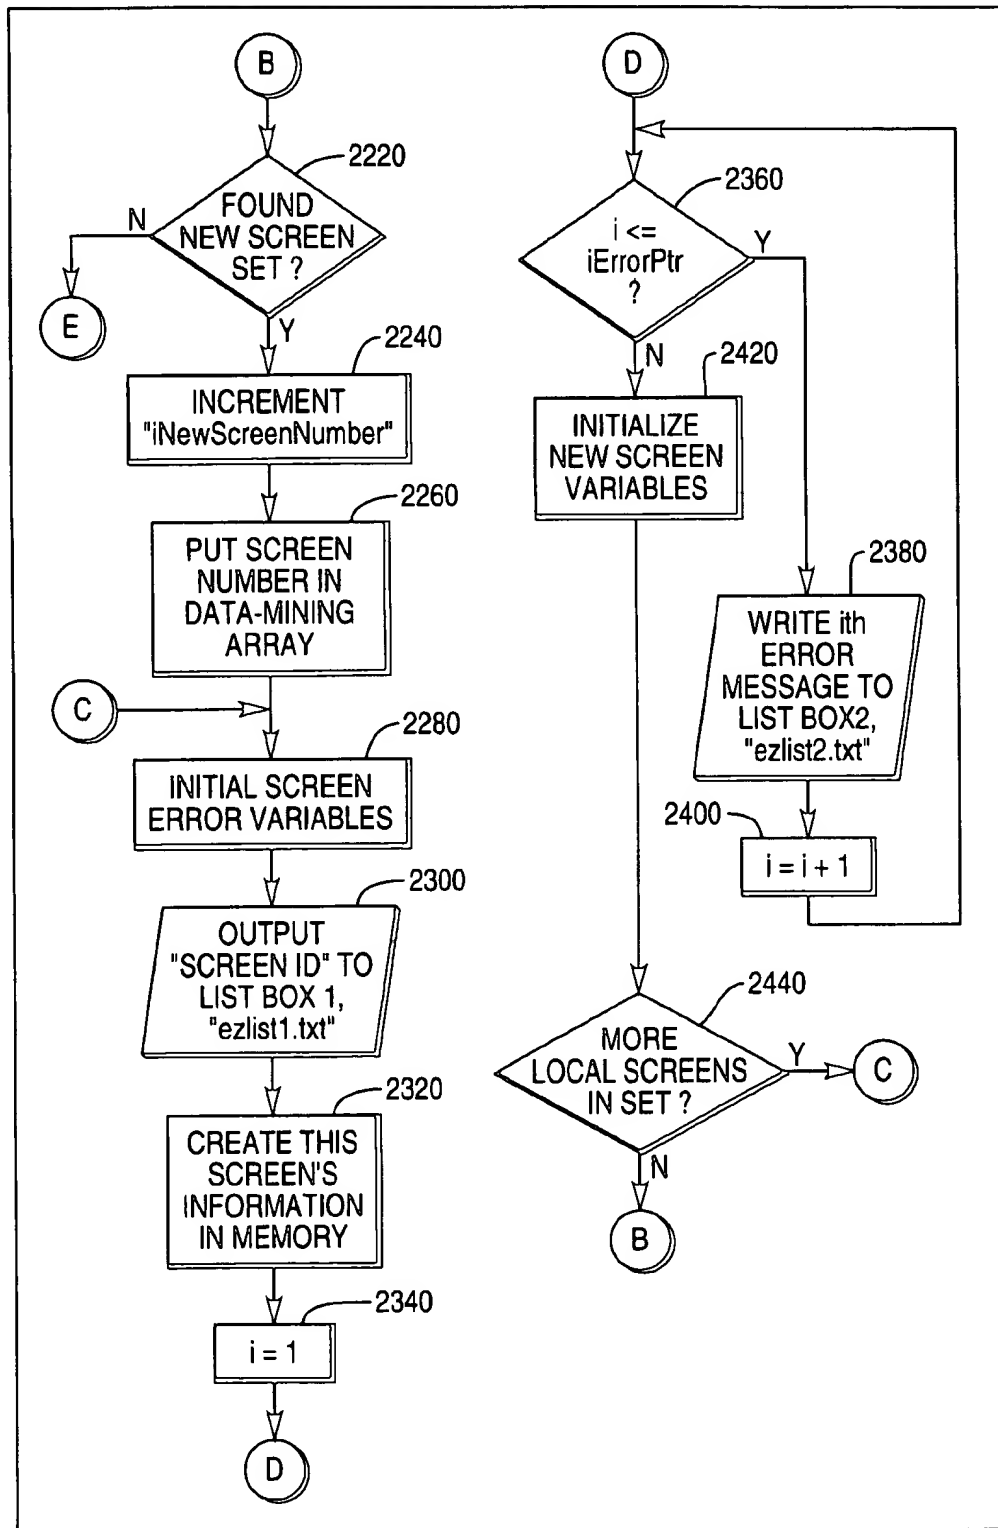 B
2220
FOUND
NEW SCREEN
SET ?
N
E
Y
2240
INCREMENT
"iNewScreenNumber"
2260
PUT SCREEN
NUMBER IN
DATA-MINING
ARRAY
C
2280
INITIAL SCREEN
ERROR VARIABLES
2300
OUTPUT
"SCREEN ID" TO
LIST BOX 1,
"ezlist1.txt"
2320
CREATE THIS
SCREEN'S
INFORMATION
IN MEMORY
2340
i = 1
D
D
2360
i <=
iErrorPtr
?
Y
N
2420
INITIALIZE
NEW SCREEN
VARIABLES
2380
WRITE ith
ERROR
MESSAGE TO
LIST BOX2,
"ezlist2.txt"
2400
i = i + 1
2440
MORE
LOCAL SCREENS
IN SET ?
Y
C
N
B